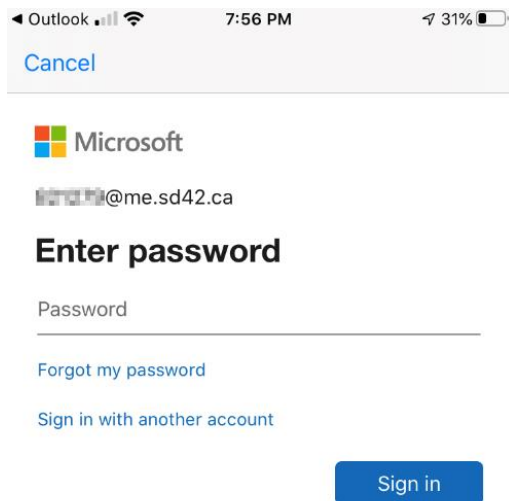 Outlook 7:56 PM 31%
Cancel
Microsoft
@me.sd42.ca
Enter password
Password
Forgot my password
Sign in with another account
Sign in